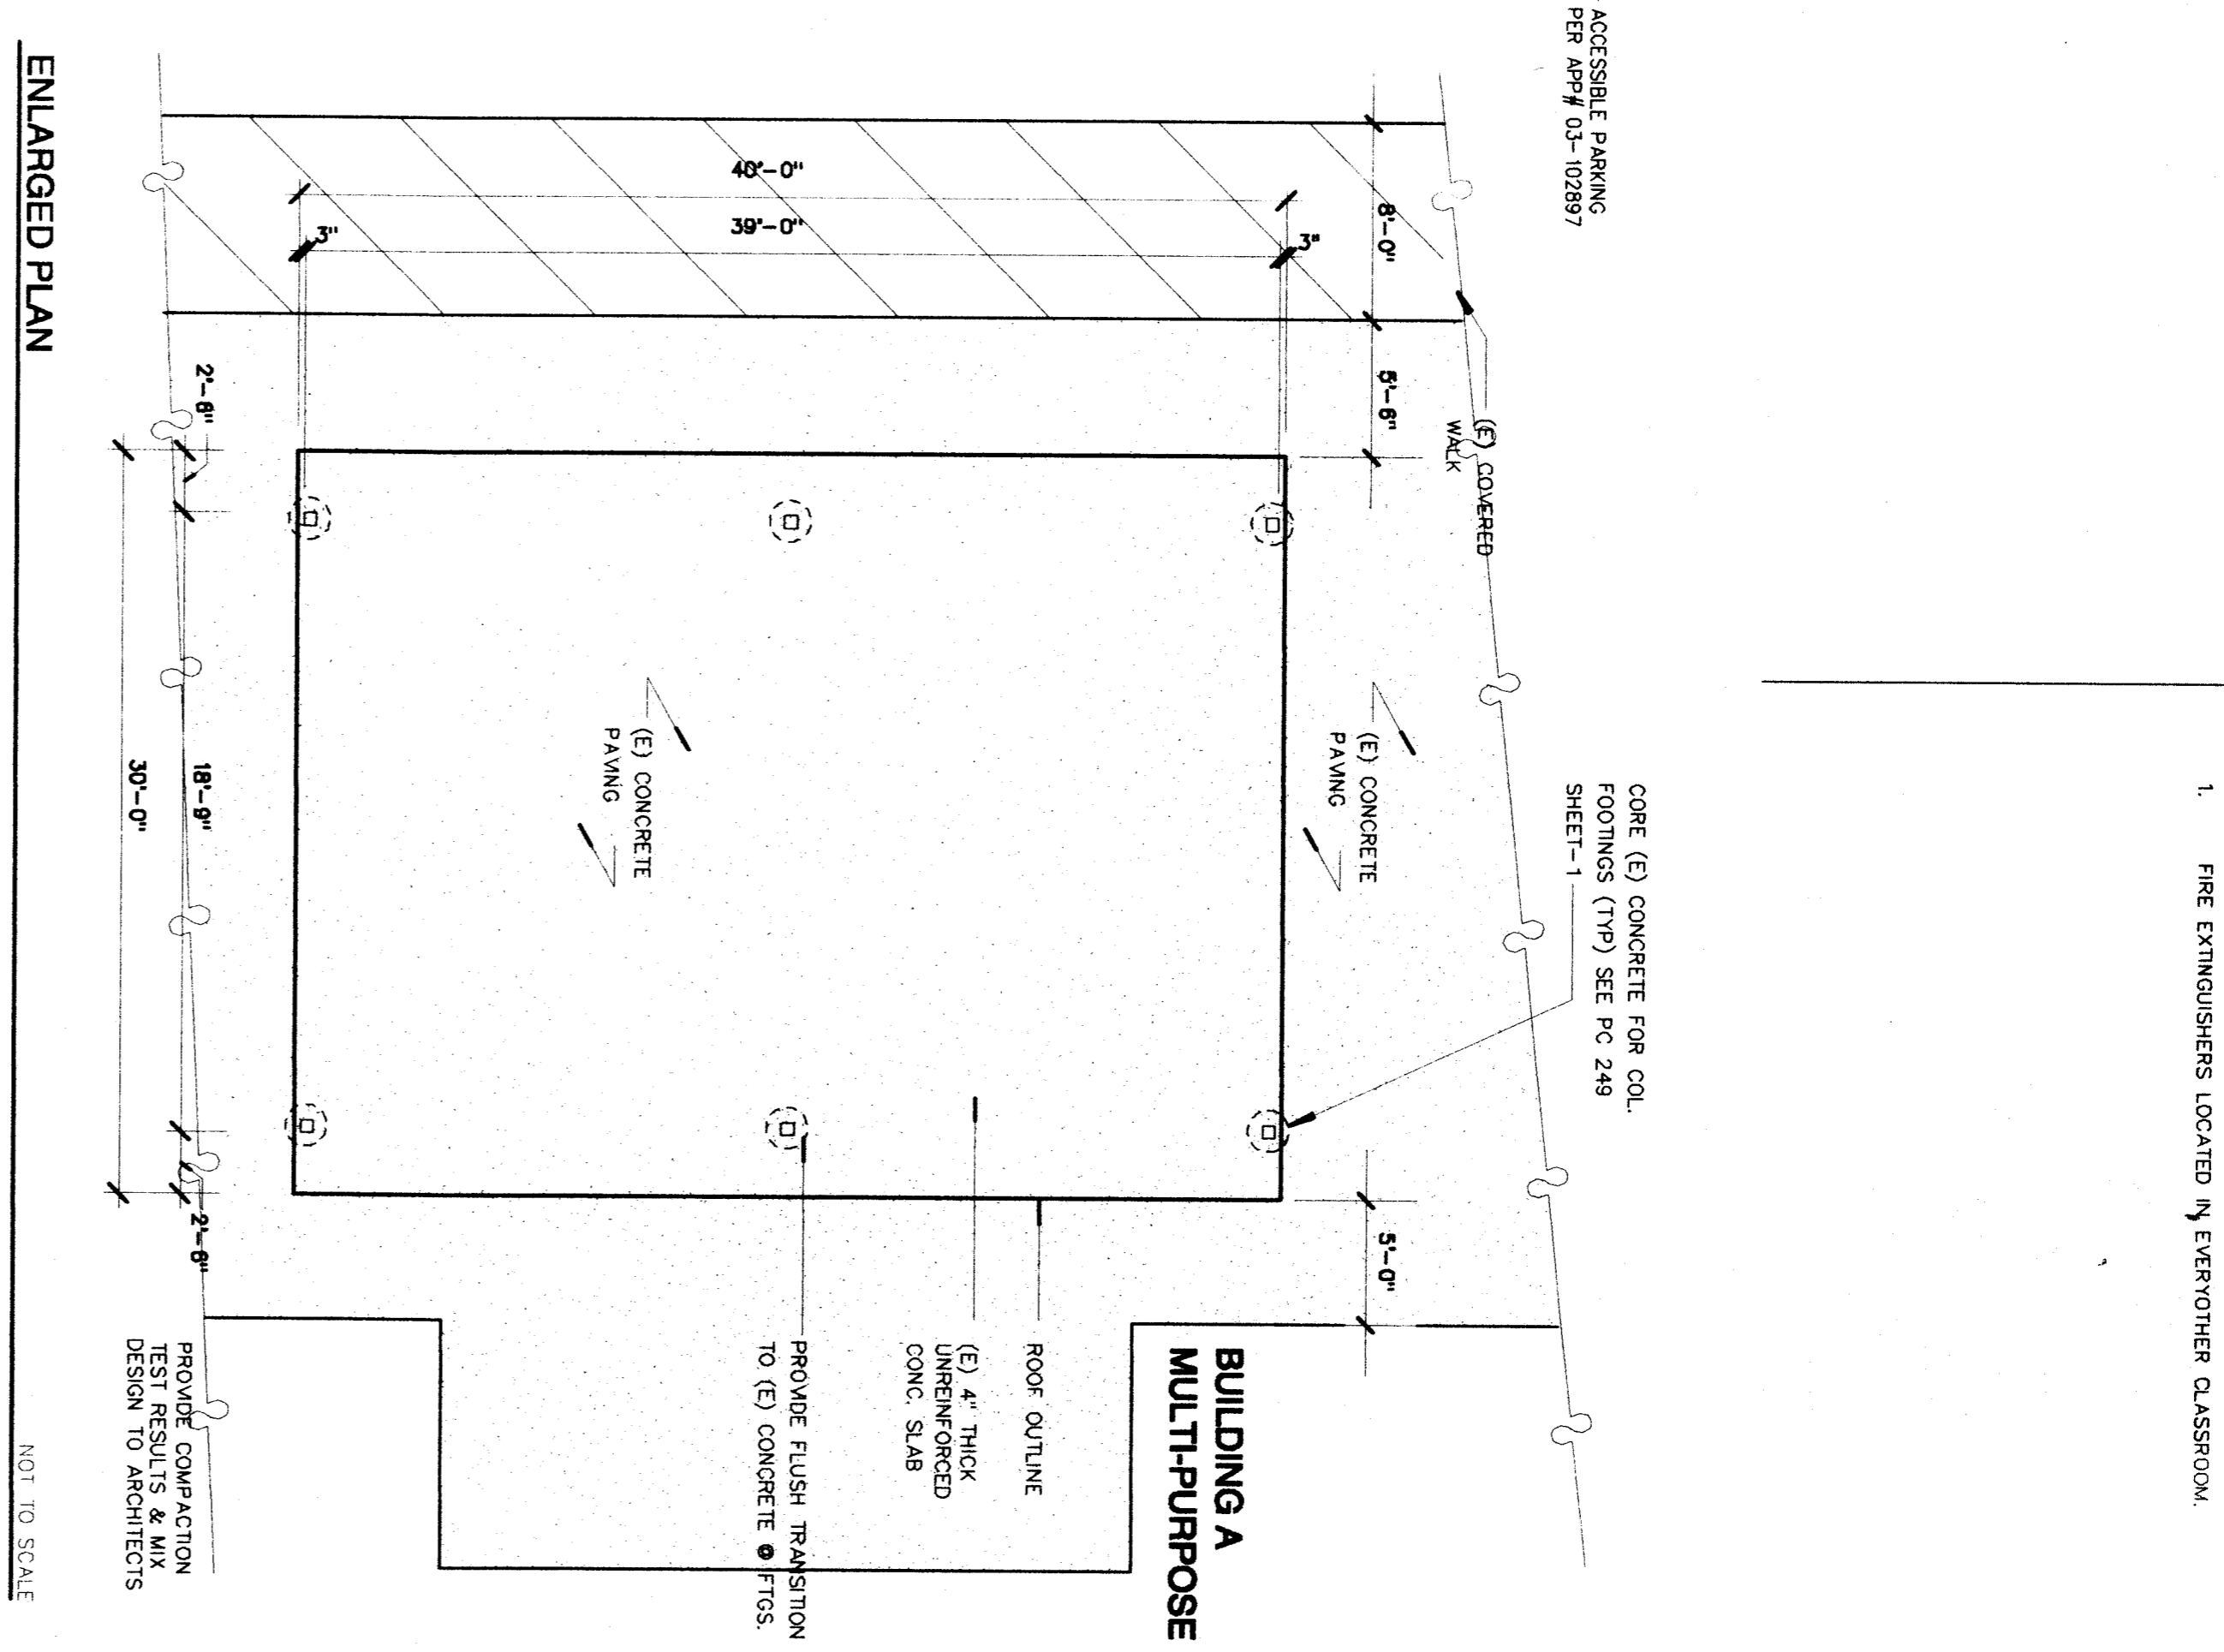 1. FIRE EXTINGUISHERS LOCATED IN EVERYOTHER CLASSROOM.
ACCESSIBLE PARKING
PER APP# 03-102897
CORE (E) CONCRETE FOR COL.
FOOTINGS (TYP) SEE PC 249
SHEET-1
(E) COVERED
WALK
8'-0"
5'-6"
5'-0"
(E) CONCRETE
PAVING
BUILDING A
MULTI-PURPOSE
3"
40'-0"
39'-0"
3"
ROOF OUTLINE
(E) 4" THICK
UNREINFORCED
CONC. SLAB
PROVIDE FLUSH TRANSITION
TO (E) CONCRETE @ FTGS.
(E) CONCRETE
PAVING
2'-6"
18'-9"
2'-6"
30'-0"
PROVIDE COMPACTION
TEST RESULTS & MIX
DESIGN TO ARCHITECTS
ENLARGED PLAN
NOT TO SCALE